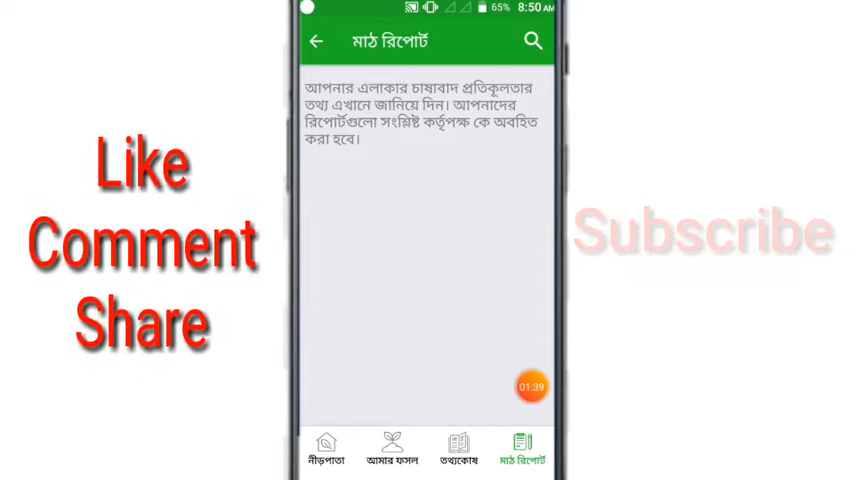 65% 8:50 AM
মাঠ রিপোর্ট
আপনার এলাকার চাষাবাদ প্রতিকূলতার
তথ্য এখানে জানিয়ে দিন। আপনাদের
রিপোর্টগুলো সংশ্লিষ্ট কর্তৃপক্ষ কে অবহিত
করা হবে।
Like
Comment
Share
Subscribe
01:39
নীড়পাতা আমার ফসল তথ্যকোষ মাঠ রিপোর্ট